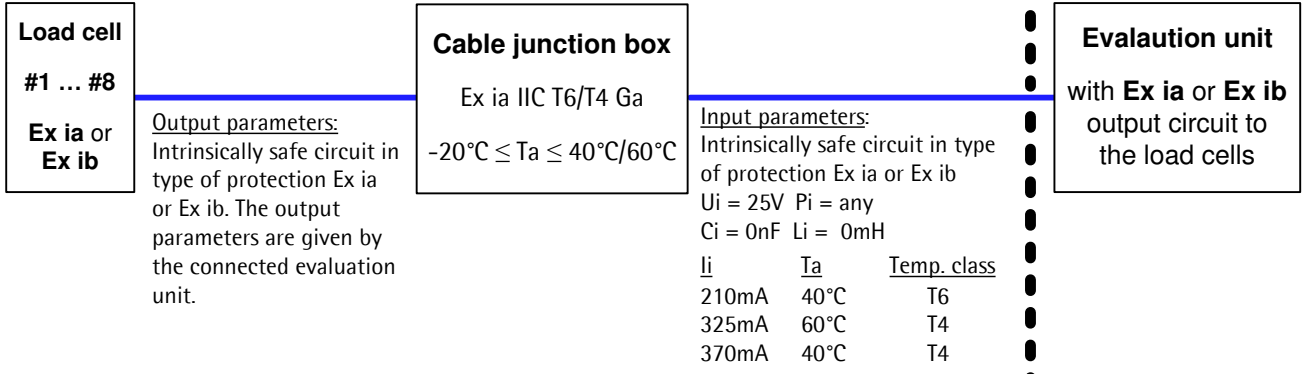 Load cell
#1 … #8
Ex ia or
Ex ib
Output parameters:
Intrinsically safe circuit in
type of protection Ex ia
or Ex ib. The output
parameters are given by
the connected evaluation
unit.
Cable junction box
Ex ia IIC T6/T4 Ga
-20°C ≤ Ta ≤ 40°C/60°C
Input parameters:
Intrinsically safe circuit in type
of protection Ex ia or Ex ib
Ui = 25V Pi = any
Ci = 0nF Li = 0mH
Ii Ta Temp. class
210mA 40°C T6
325mA 60°C T4
370mA 40°C T4
Evalaution unit
with Ex ia or Ex ib
output circuit to
the load cells